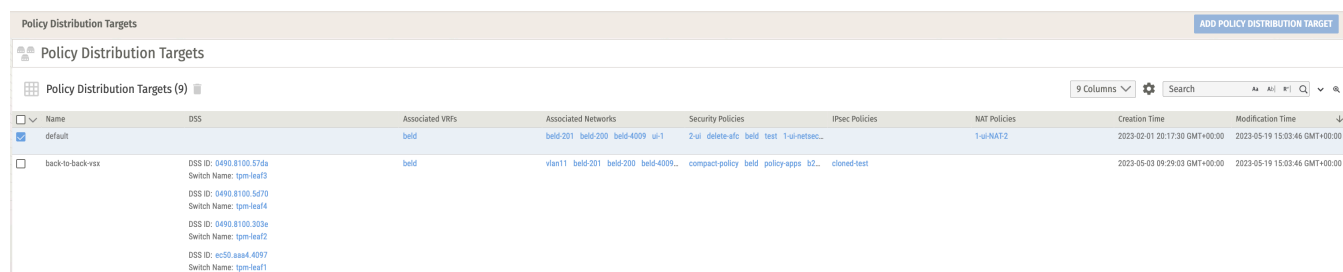 Policy Distribution Targets
ADD POLICY DISTRIBUTION TARGET
Policy Distribution Targets
Policy Distribution Targets (9)
9 Columns
Search
Name DSS Associated VRFs Associated Networks Security Policies IPsec Policies NAT Policies Creation Time Modification Time
default beld beld-201 beld-200 beld-4009 ui-1 2-ui delete-afc beld test 1-ui-netsec... 1-ui-NAT-2 2023-02-01 20:17:30 GMT+00:00 2023-05-19 15:03:46 GMT+00:00
back-to-back-vsx DSS ID: 0490.8100.57da beld vlan11 beld-201 beld-200 beld-4009... compact-policy beld policy-apps b2... cloned-test 2023-05-03 09:29:03 GMT+00:00 2023-05-19 15:03:46 GMT+00:00
Switch Name: tpm-leaf3
DSS ID: 0490.8100.5d70
Switch Name: tpm-leaf4
DSS ID: 0490.8100.303e
Switch Name: tpm-leaf2
DSS ID: ec50.aaa4.4097
Switch Name: tpm-leaf1